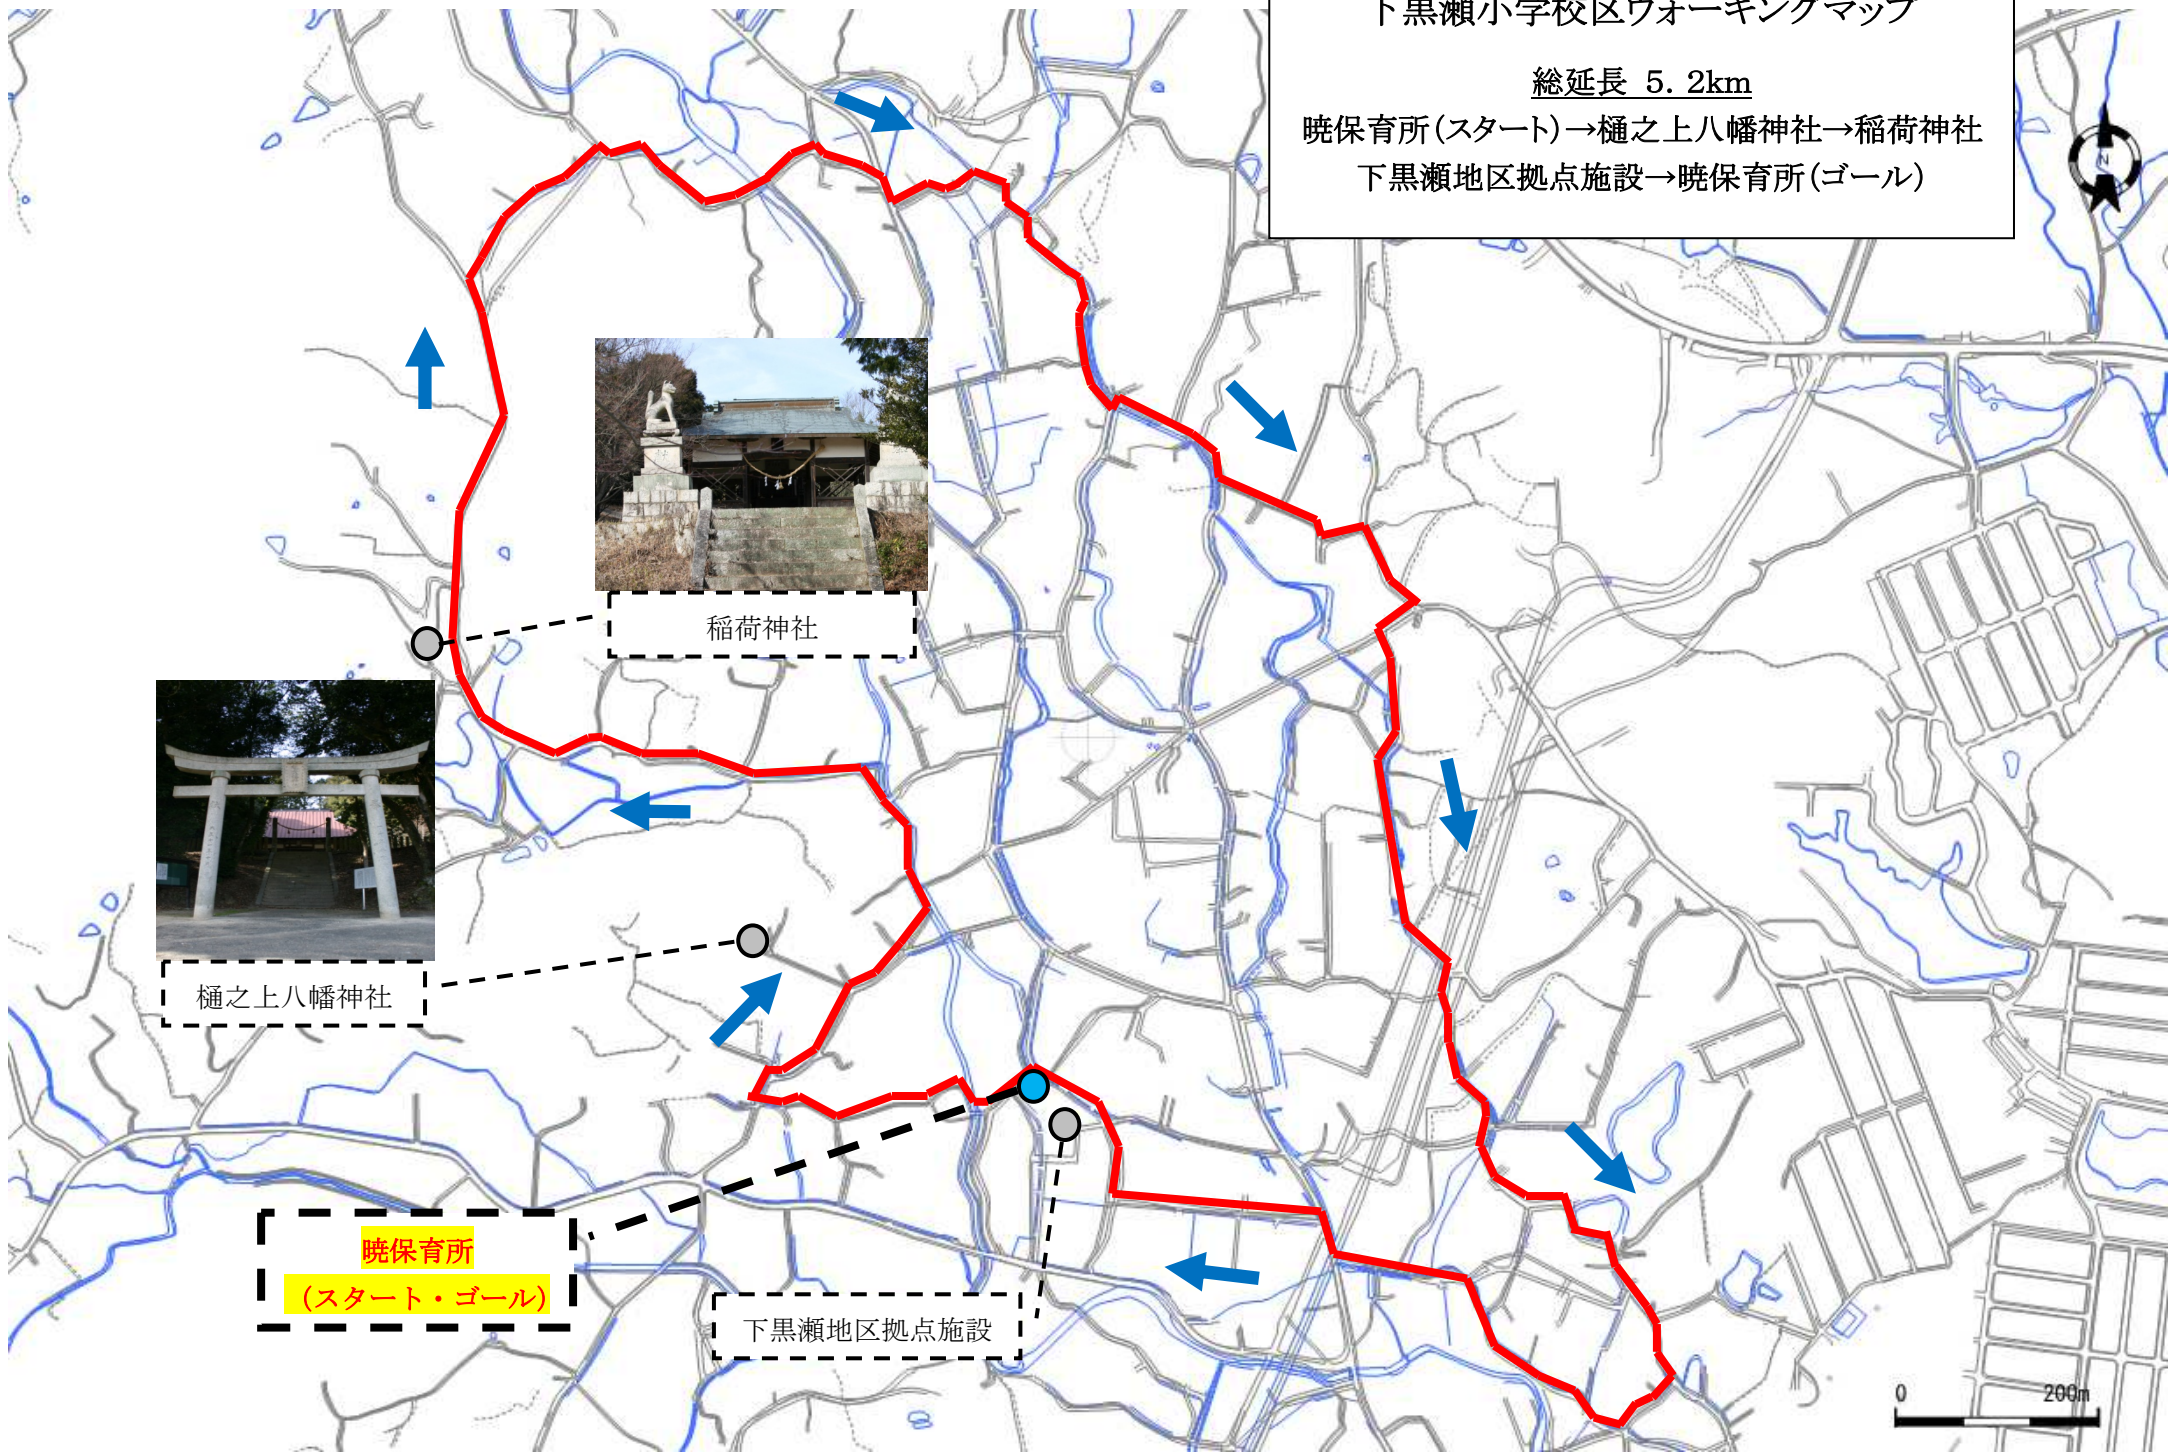 下黒瀬小学校区ウォーキングマップ
総延長 5.2km
暁保育所(スタート)→樋之上八幡神社→稲荷神社
下黒瀬地区拠点施設→暁保育所(ゴール)
N
稲荷神社
樋之上八幡神社
暁保育所
(スタート・ゴール)
下黒瀬地区拠点施設
0 200m